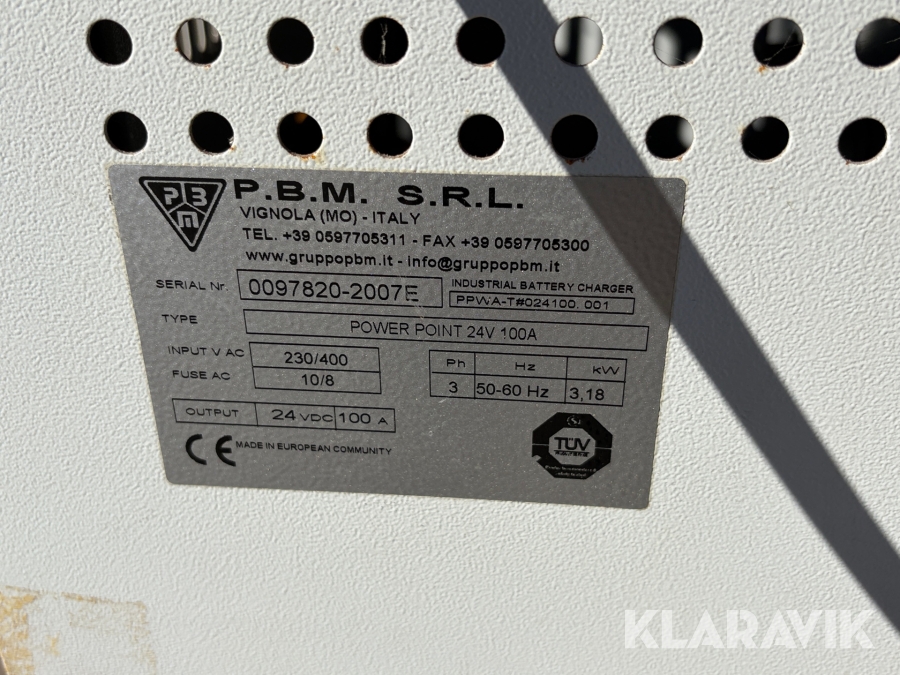 PBM
P.B.M. S.R.L.
VIGNOLA (MO) - ITALY
TEL. +39 0597705311 - FAX +39 0597705300
www.gruppopbm.it - info@gruppopbm.it
SERIAL Nr. 0097820-2007E
INDUSTRIAL BATTERY CHARGER
PPWA-T#024100. 001
TYPE POWER POINT 24V 100A
INPUT V AC 230/400
FUSE AC 10/8
Ph Hz kW
3 50-60 Hz 3,18
OUTPUT 24 VDC 100 A
CE MADE IN EUROPEAN COMMUNITY
TÜV
KLARAVIK